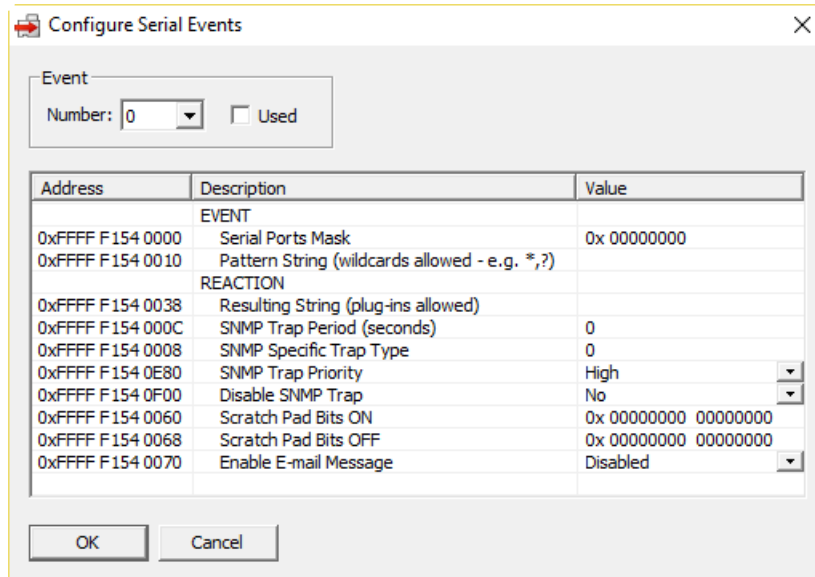 Configure Serial Events
Event
Number: 0 Used
Address Description Value
EVENT
0xFFFF F154 0000 Serial Ports Mask 0x 00000000
0xFFFF F154 0010 Pattern String (wildcards allowed - e.g. *,?)
REACTION
0xFFFF F154 0038 Resulting String (plug-ins allowed)
0xFFFF F154 000C SNMP Trap Period (seconds) 0
0xFFFF F154 0008 SNMP Specific Trap Type 0
0xFFFF F154 0E80 SNMP Trap Priority High
0xFFFF F154 0F00 Disable SNMP Trap No
0xFFFF F154 0060 Scratch Pad Bits ON 0x 00000000 00000000
0xFFFF F154 0068 Scratch Pad Bits OFF 0x 00000000 00000000
0xFFFF F154 0070 Enable E-mail Message Disabled
OK Cancel